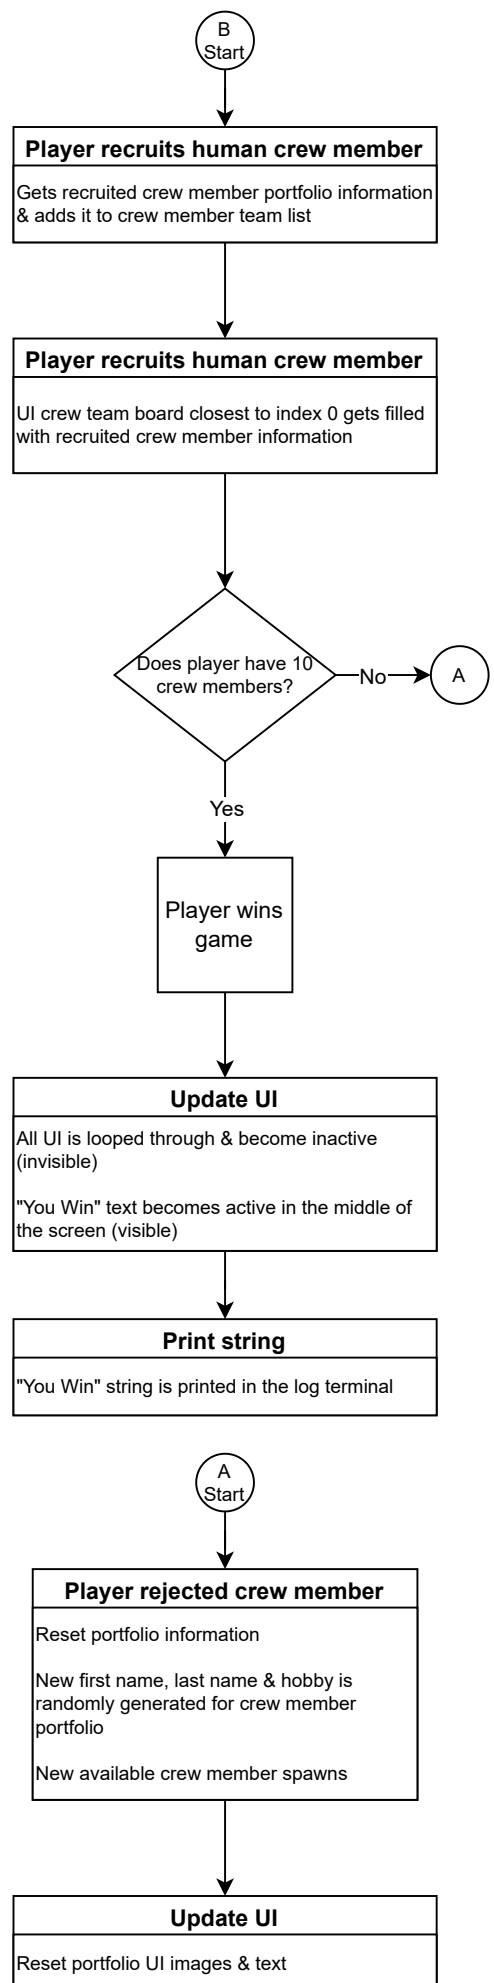 B
Start
Player recruits human crew member
Gets recruited crew member portfolio information
& adds it to crew member team list
Player recruits human crew member
UI crew team board closest to index 0 gets filled
with recruited crew member information
Does player have 10
crew members?
No
A
Yes
Player wins
game
Update UI
All UI is looped through & become inactive
(invisible)
"You Win" text becomes active in the middle of
the screen (visible)
Print string
"You Win" string is printed in the log terminal
A
Start
Player rejected crew member
Reset portfolio information
New first name, last name & hobby is
randomly generated for crew member
portfolio
New available crew member spawns
Update UI
Reset portfolio UI images & text